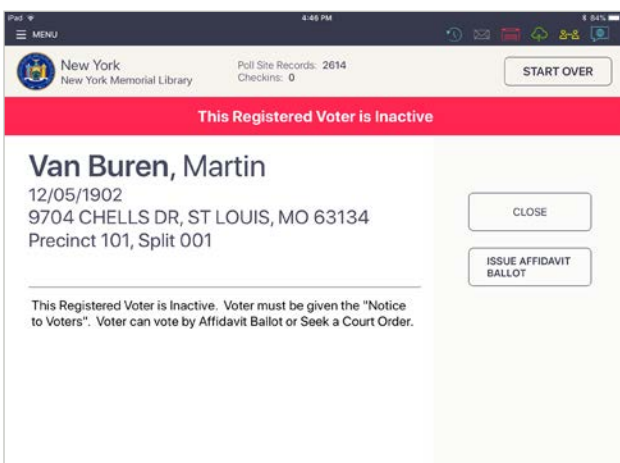 iPad 4:46 PM 84%
MENU
New York
New York Memorial Library
Poll Site Records: 2614
Checkins: 0
START OVER
This Registered Voter is Inactive
Van Buren, Martin
12/05/1902
9704 CHELLS DR, ST LOUIS, MO 63134
Precinct 101, Split 001
CLOSE
ISSUE AFFIDAVIT
BALLOT
This Registered Voter is Inactive. Voter must be given the "Notice
to Voters". Voter can vote by Affidavit Ballot or Seek a Court Order.